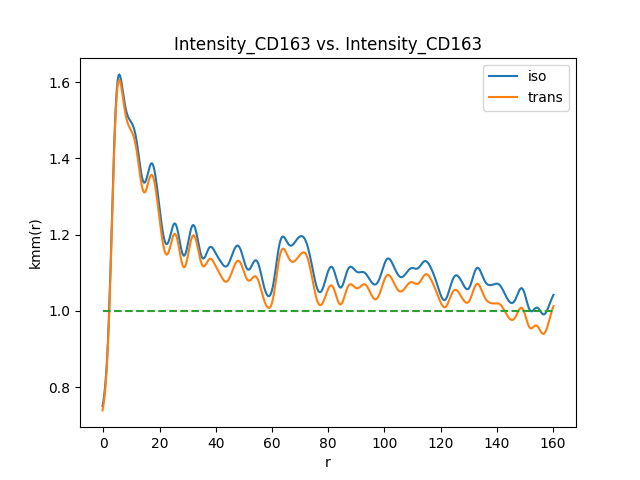 Intensity_CD163 vs. Intensity_CD163
iso
trans
kmm(r)
1.6
1.4
1.2
1.0
0.8
0 20 40 60 80 100 120 140 160
r